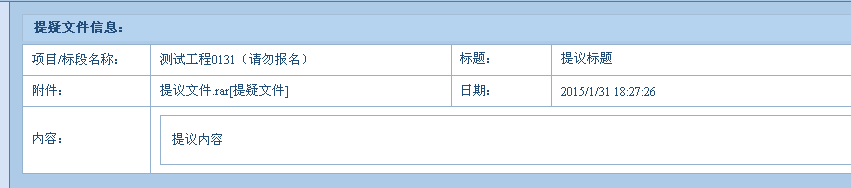 提疑文件信息：
项目/标段名称： 测试工程0131（请勿报名） 标题： 提议标题
附件： 提议文件.rar[提疑文件] 日期： 2015/1/31 18:27:26
内容： 提议内容